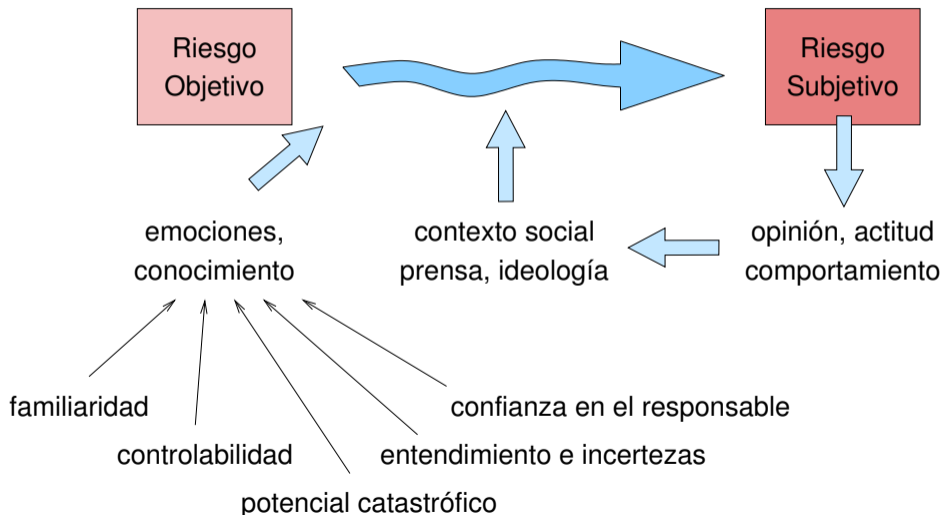 Riesgo
Objetivo
Riesgo
Subjetivo
emociones,
conocimiento
contexto social
prensa, ideología
opinión, actitud
comportamiento
familiaridad
confianza en el responsable
controlabilidad
entendimiento e incertezas
potencial catastrófico